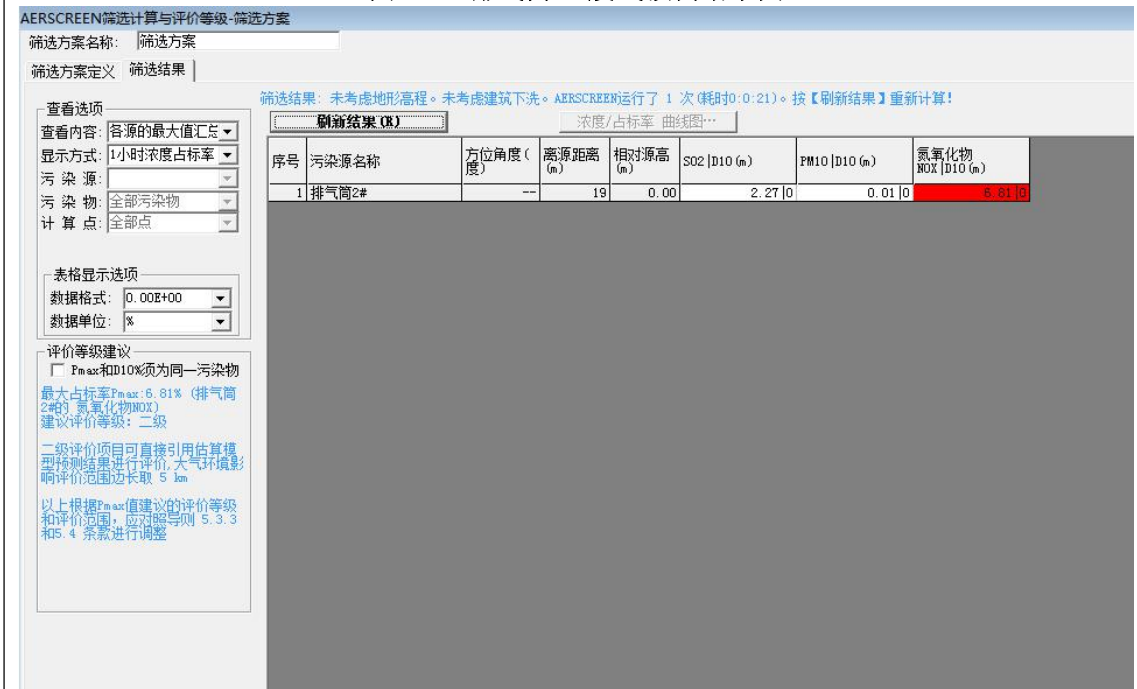 AERSCREEN筛选计算与评价等级-筛选方案
筛选方案名称: 筛选方案
筛选方案定义 筛选结果
查看选项
查看内容: 各源的最大值汇总
显示方式: 1小时浓度占标率
污 染 源:
污 染 物: 全部污染物
计 算 点: 全部点
表格显示选项
数据格式: 0.00E+00
数据单位: %
评价等级建议
Pmax和D10%须为同一污染物
最大占标率Pmax:6.81% (排气筒
2#的 氮氧化物NOX)
建议评价等级: 二级
二级评价项目可直接引用估算模
型预测结果进行评价,大气环境影
响评价范围边长取 5 km
以上根据Pmax值建议的评价等级
和评价范围, 应对照导则 5.3.3
和5.4 条款进行调整
筛选结果: 未考虑地形高程。未考虑建筑下洗。AERSCREEN运行了 1 次(耗时0:0:21)。按【刷新结果】重新计算!
刷新结果(R) 浓度/占标率 曲线图…
序号 污染源名称 方位角度(度) 离源距离(m) 相对源高(m) SO2|D10(m) PM10|D10(m) 氮氧化物NOX|D10(m)
1 排气筒2# -- 19 0.00 2.27|0 0.01|0 6.81|0